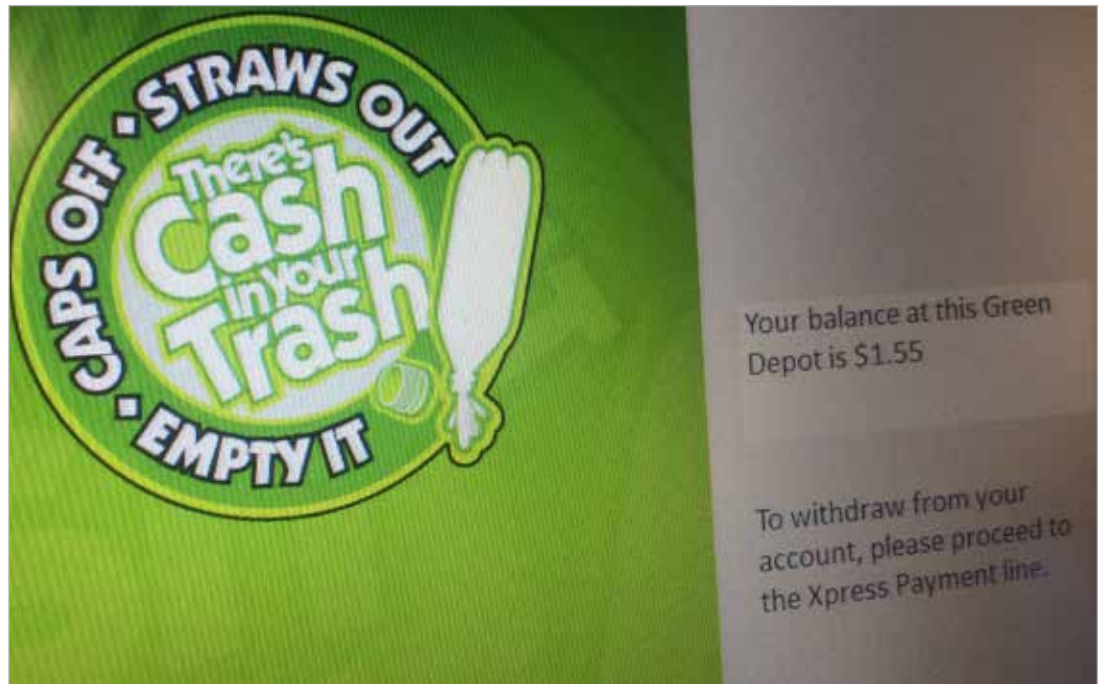 CAPS OFF • STRAWS OUT
There's
Cash
in your
Trash
• EMPTY IT
Your balance at this Green
Depot is $1.55
To withdraw from your
account, please proceed to
the Xpress Payment line.